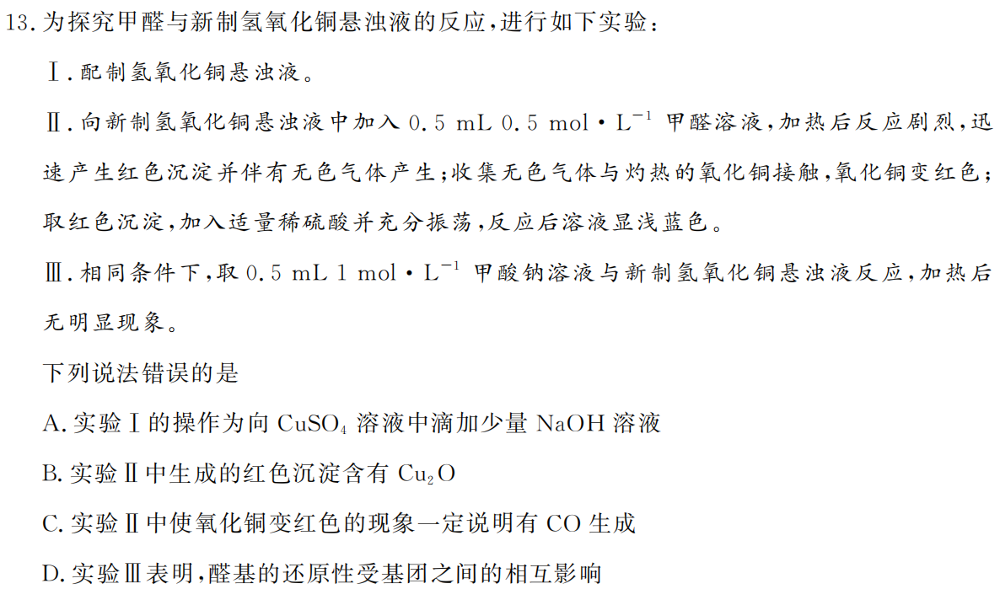 13.为探究甲醛与新制氢氧化铜悬浊液的反应,进行如下实验:
Ⅰ.配制氢氧化铜悬浊液。
Ⅱ.向新制氢氧化铜悬浊液中加入 0.5 mL 0.5 mol·L⁻¹ 甲醛溶液,加热后反应剧烈,迅
速产生红色沉淀并伴有无色气体产生;收集无色气体与灼热的氧化铜接触,氧化铜变红色;
取红色沉淀,加入适量稀硫酸并充分振荡,反应后溶液显浅蓝色。
Ⅲ.相同条件下,取 0.5 mL 1 mol·L⁻¹ 甲酸钠溶液与新制氢氧化铜悬浊液反应,加热后
无明显现象。
下列说法错误的是
A.实验Ⅰ的操作为向 CuSO₄ 溶液中滴加少量 NaOH 溶液
B.实验Ⅱ中生成的红色沉淀含有 Cu₂O
C.实验Ⅱ中使氧化铜变红色的现象一定说明有 CO 生成
D.实验Ⅲ表明,醛基的还原性受基团之间的相互影响